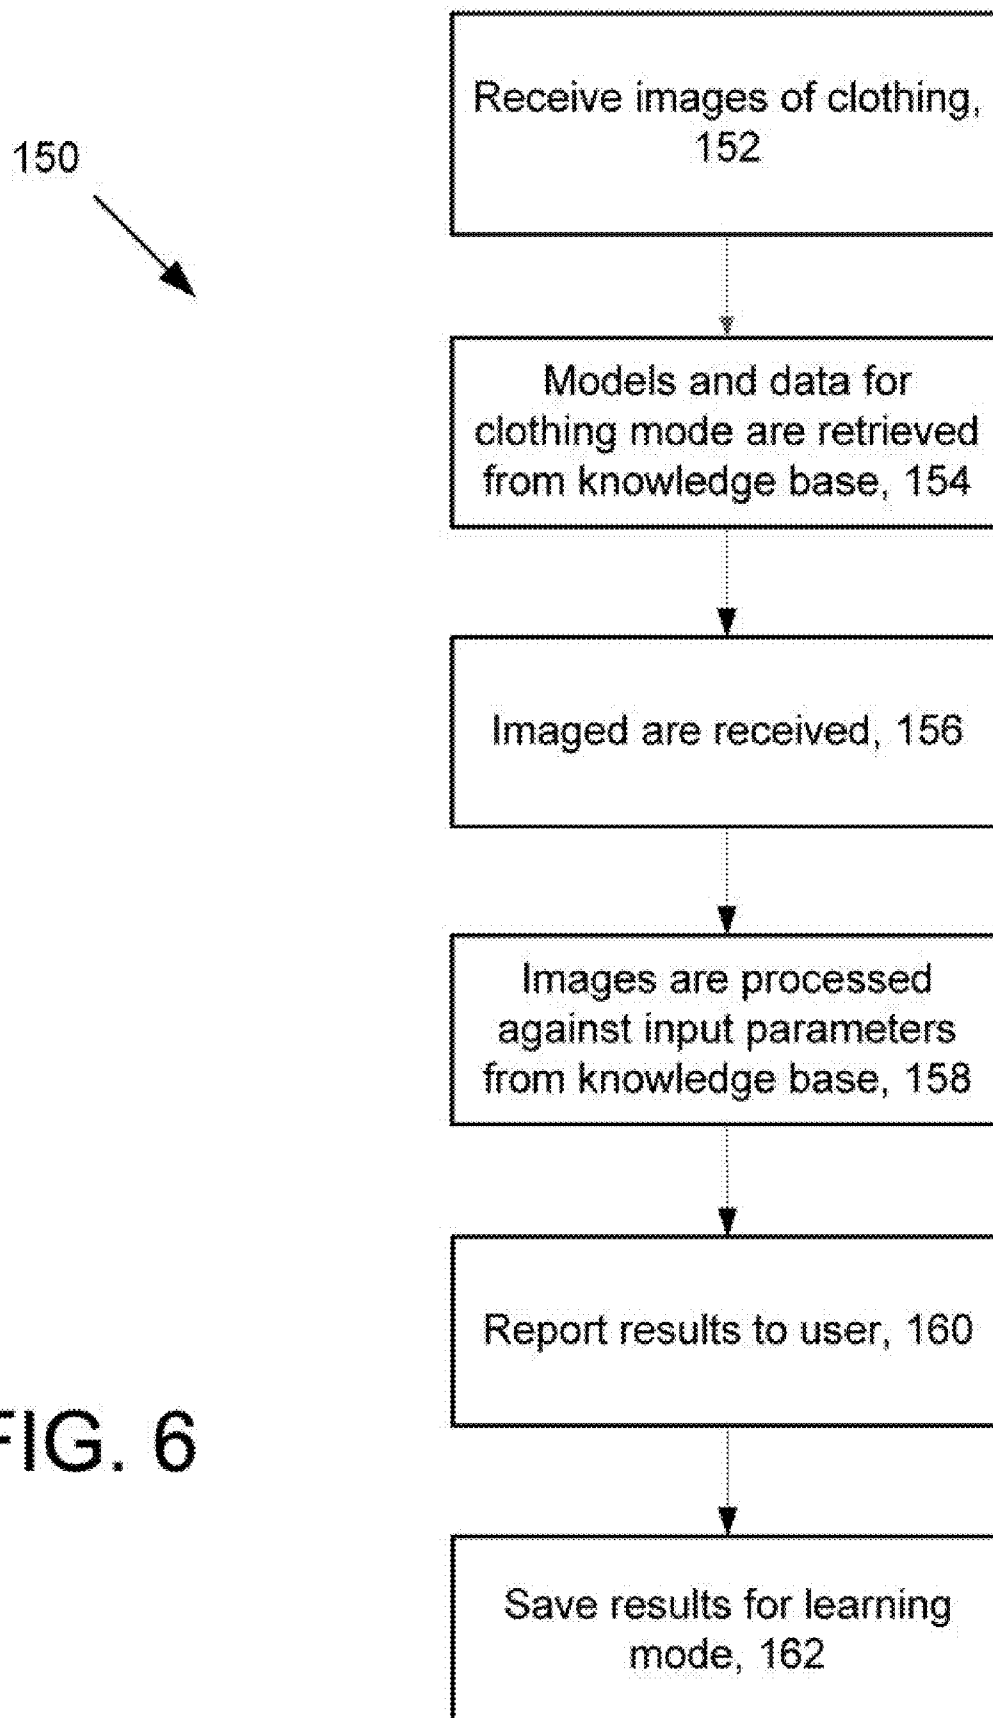 150
Receive images of clothing,
152
Models and data for
clothing mode are retrieved
from knowledge base, 154
Imaged are received, 156
Images are processed
against input parameters
from knowledge base, 158
Report results to user, 160
Save results for learning
mode, 162
FIG. 6